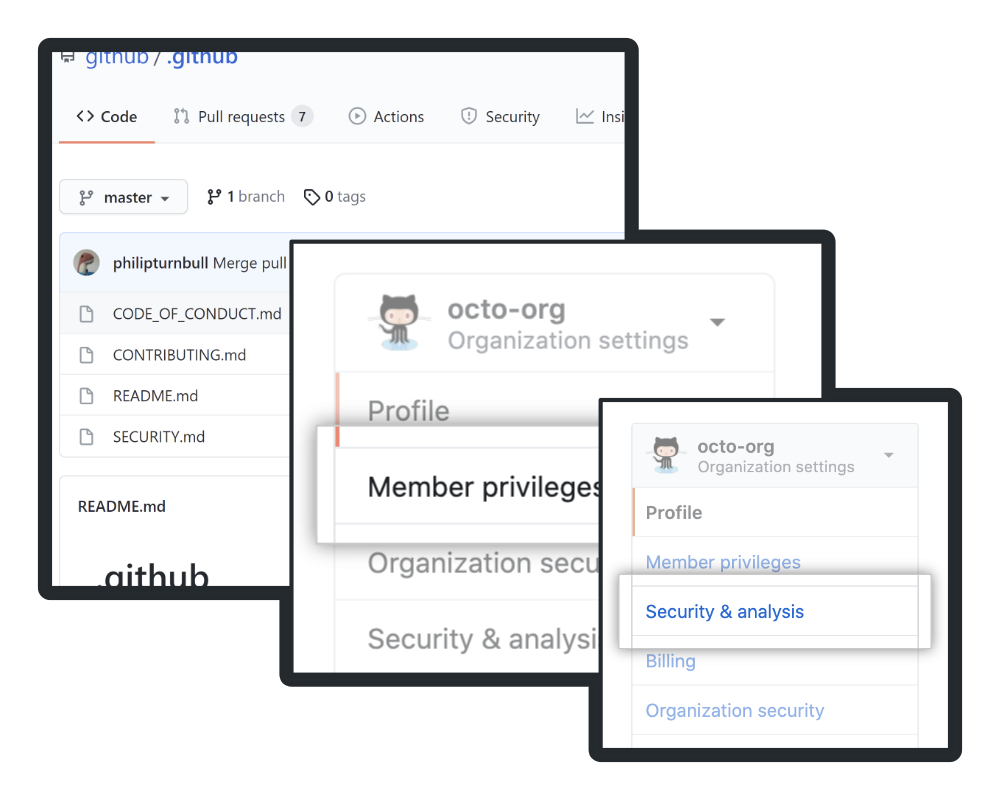 github / .github
Code Pull requests 7 Actions Security
master 1 branch 0 tags
philipturnbull Merge pull
CODE_OF_CONDUCT.md
CONTRIBUTING.md
README.md
SECURITY.md
README.md
.github
octo-org
Organization settings
Profile
Member privileges
Organization secu
Security & analysi
octo-org
Organization settings
Profile
Member privileges
Security & analysis
Billing
Organization security